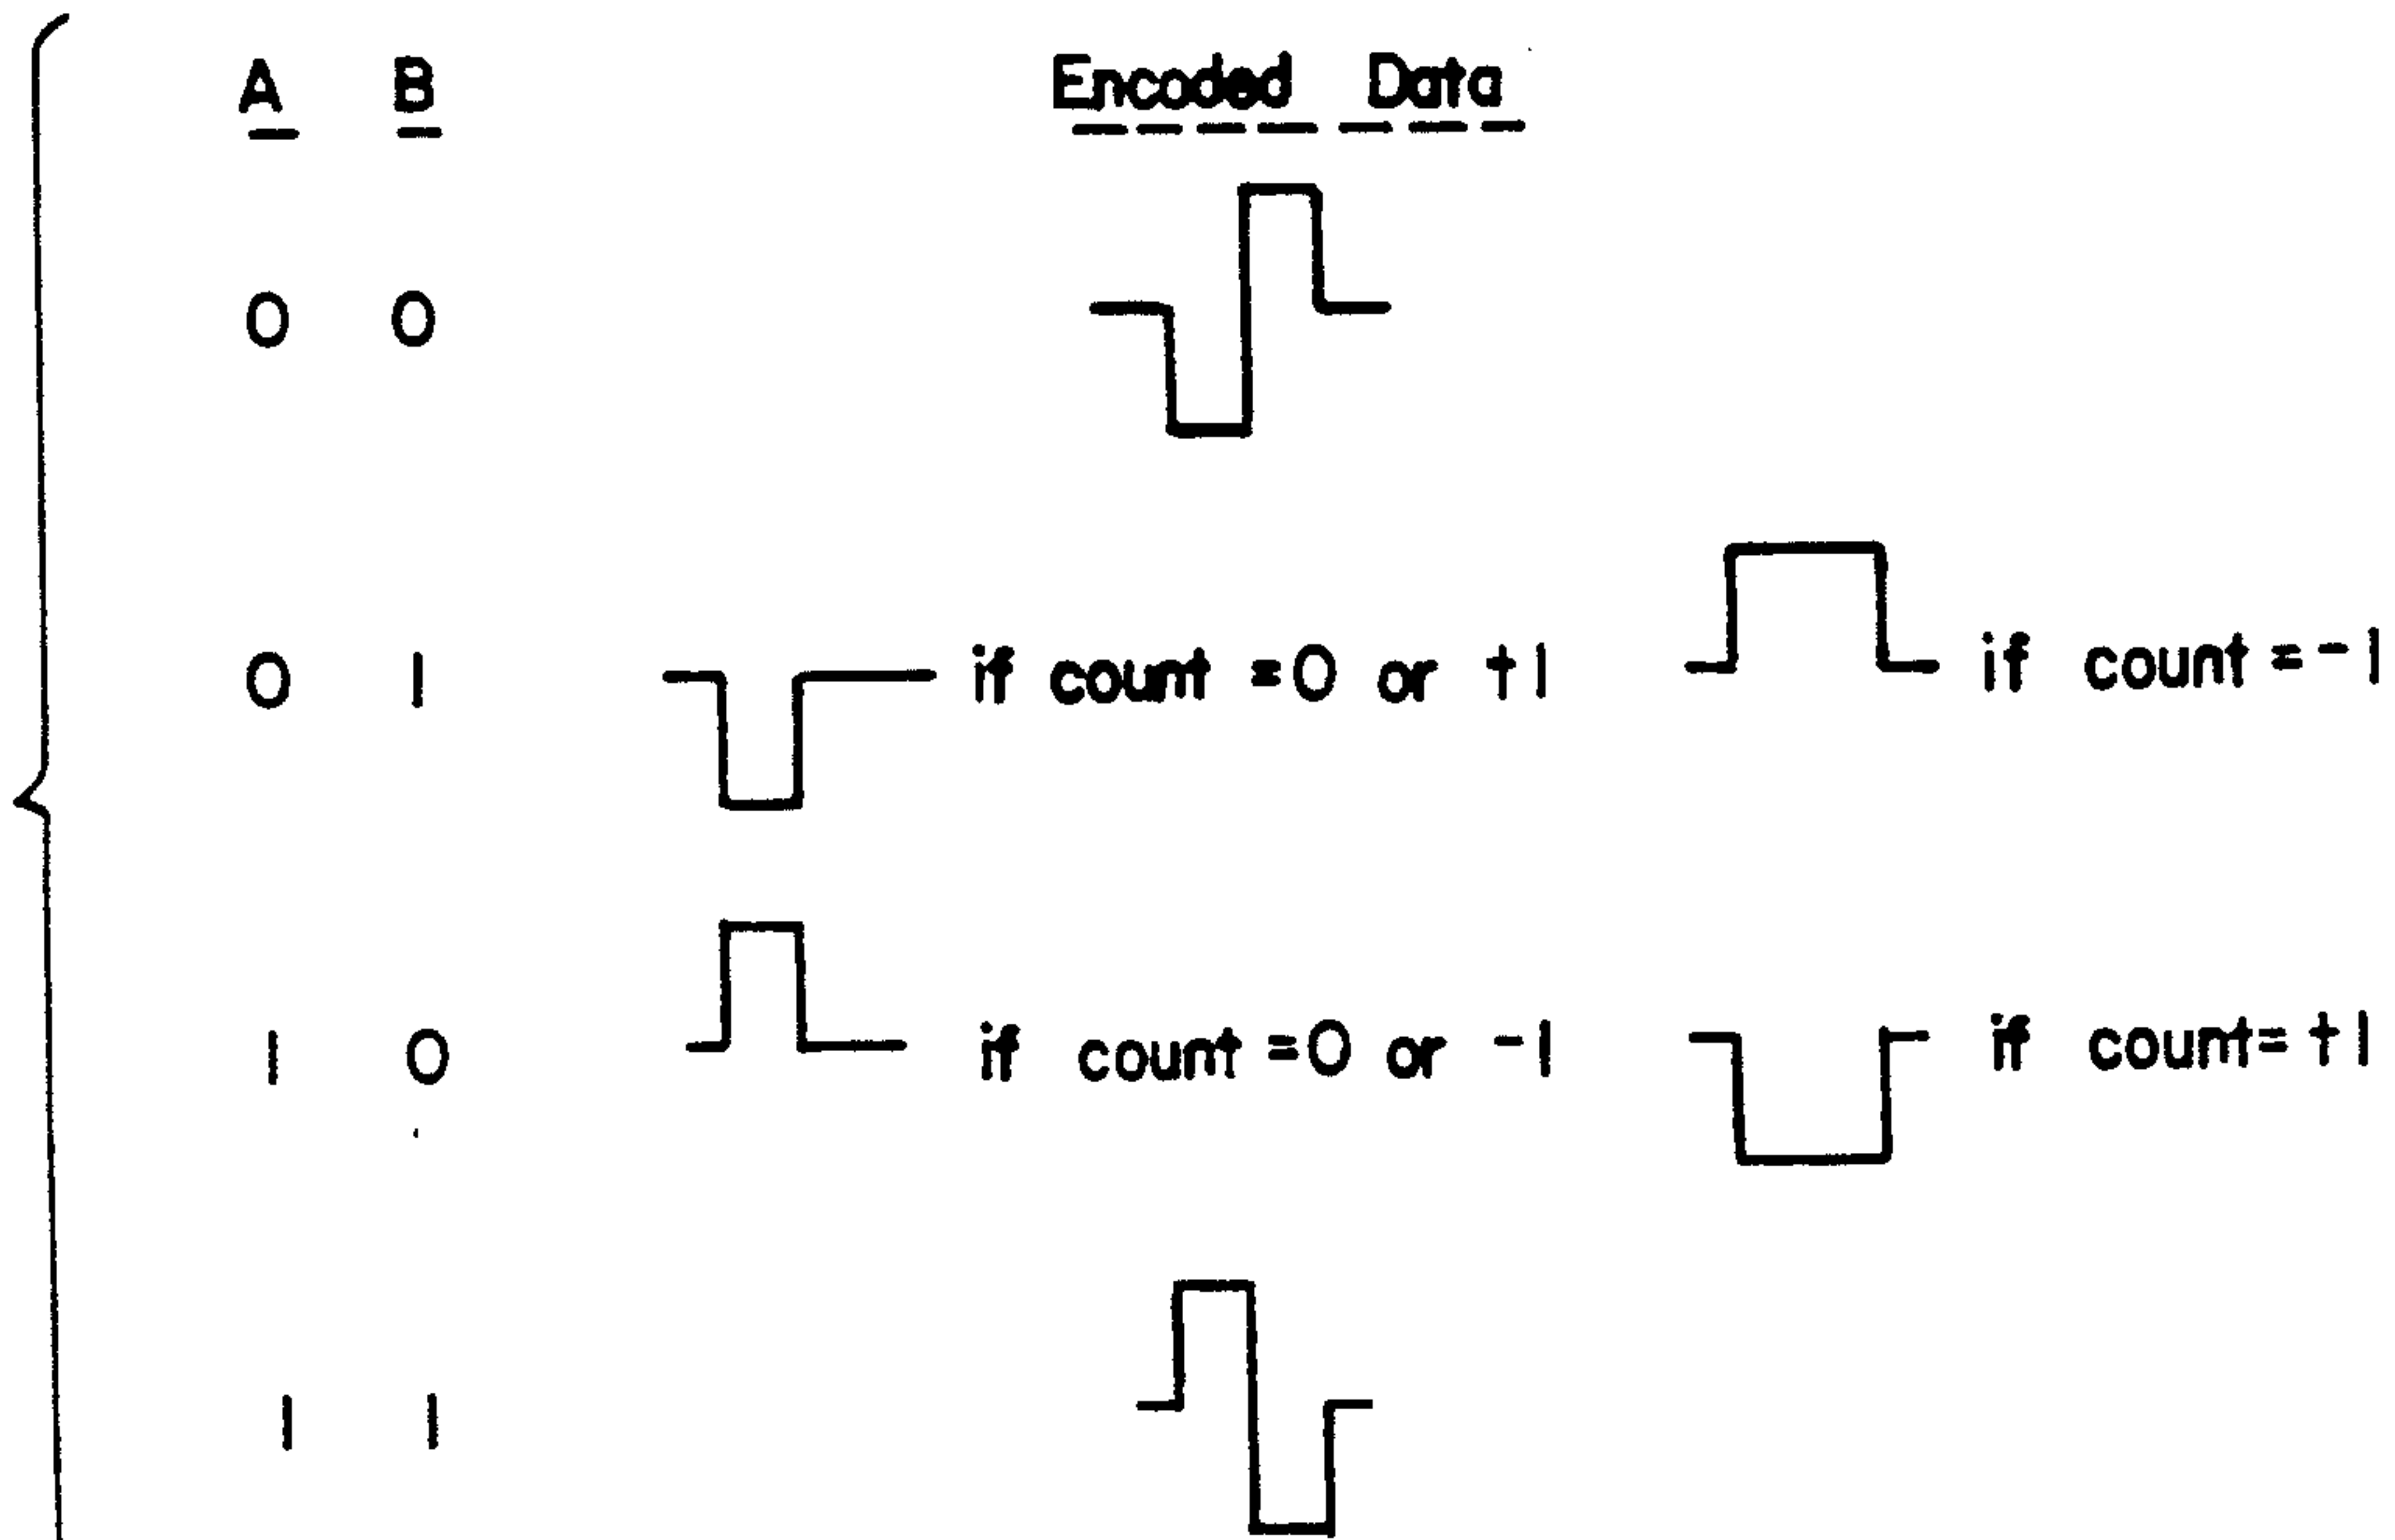 A B Encoded Data
0 0
0 1 if count =0 or +1 if count = -1
1 0 if count =0 or -1 if count= +1
1 1